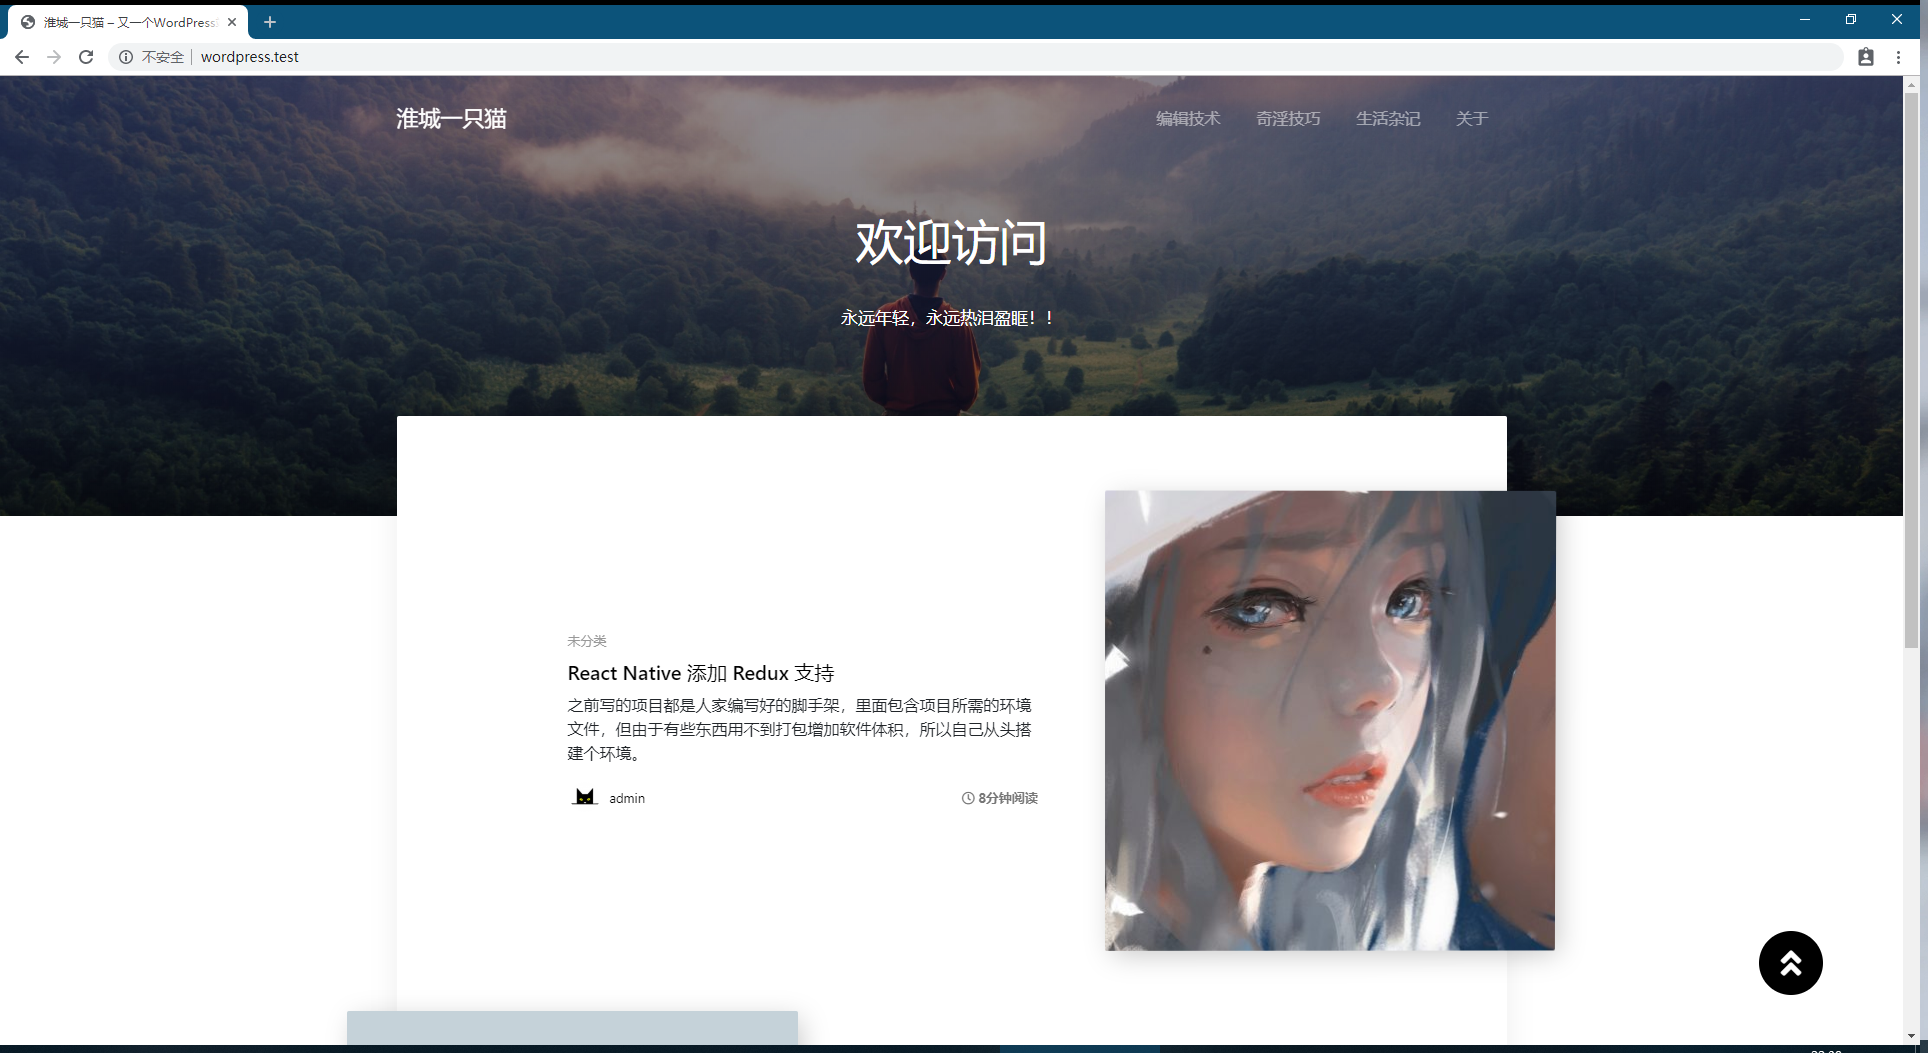 淮城一只猫 – 又一个WordPress
不安全
wordpress.test
淮城一只猫
编辑技术 奇淫技巧 生活杂记 关于
欢迎访问
永远年轻，永远热泪盈眶！！
未分类
React Native 添加 Redux 支持
之前写的项目都是人家编写好的脚手架，里面包含项目所需的环境
文件，但由于有些东西用不到打包增加软件体积，所以自己从头搭
建个环境。
admin
8分钟阅读